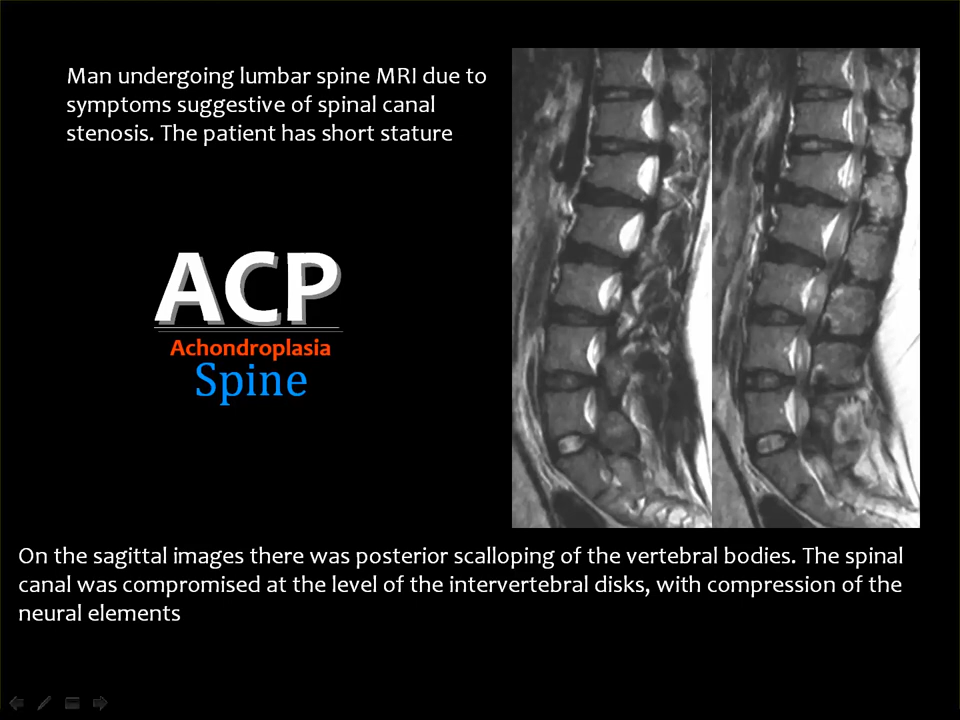 Man undergoing lumbar spine MRI due to
symptoms suggestive of spinal canal
stenosis. The patient has short stature
ACP
Achondroplasia
Spine
On the sagittal images there was posterior scalloping of the vertebral bodies. The spinal
canal was compromised at the level of the intervertebral disks, with compression of the
neural elements